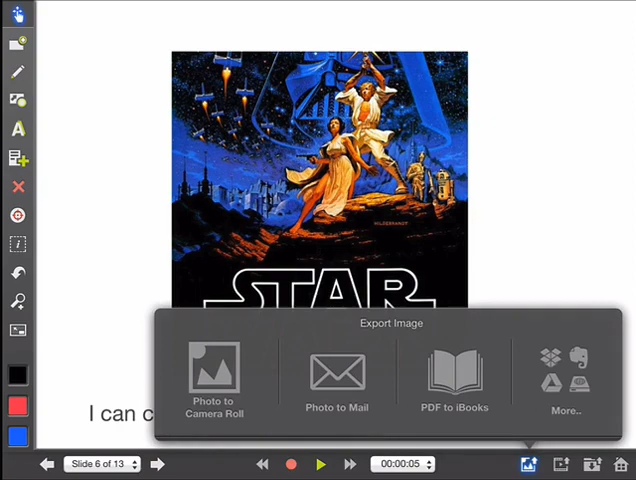 A
i
HILDEBRANDT
STAR
Export Image
Photo to
Camera Roll
Photo to Mail
PDF to iBooks
More..
I can c
Slide 6 of 13
00:00:05